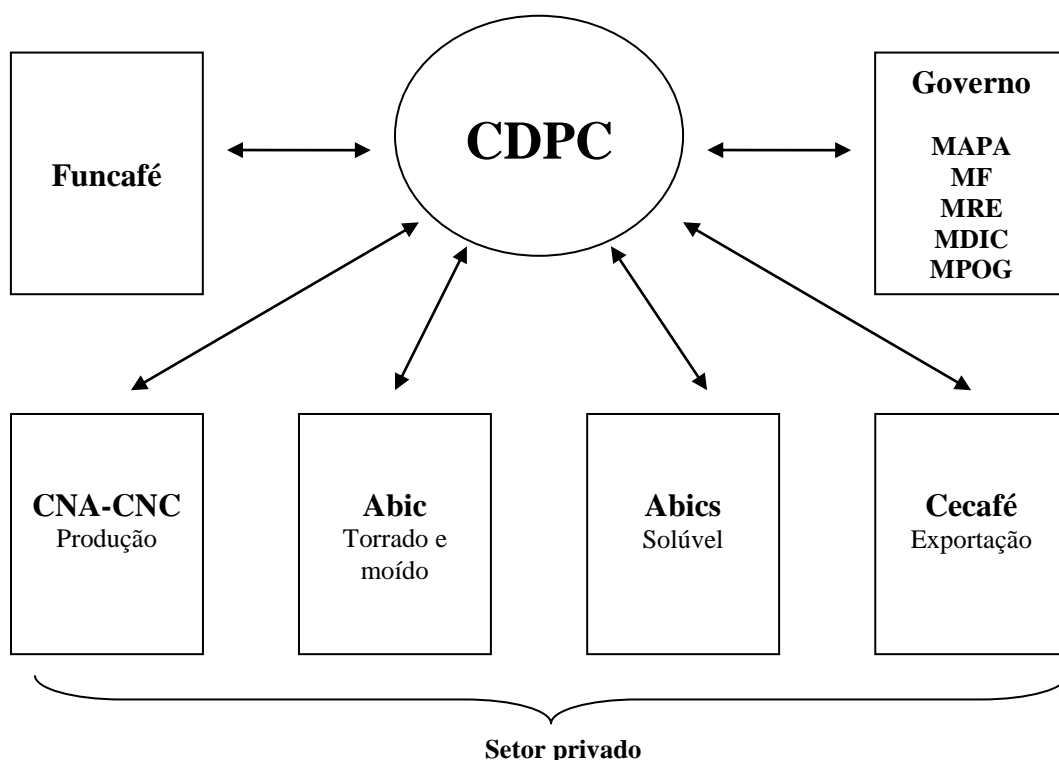 Funcafé
CDPC
Governo
MAPA
MF
MRE
MDIC
MPOG
CNA-CNC
Produção
Abic
Torrado e
moído
Abics
Solúvel
Cecafé
Exportação
Setor privado